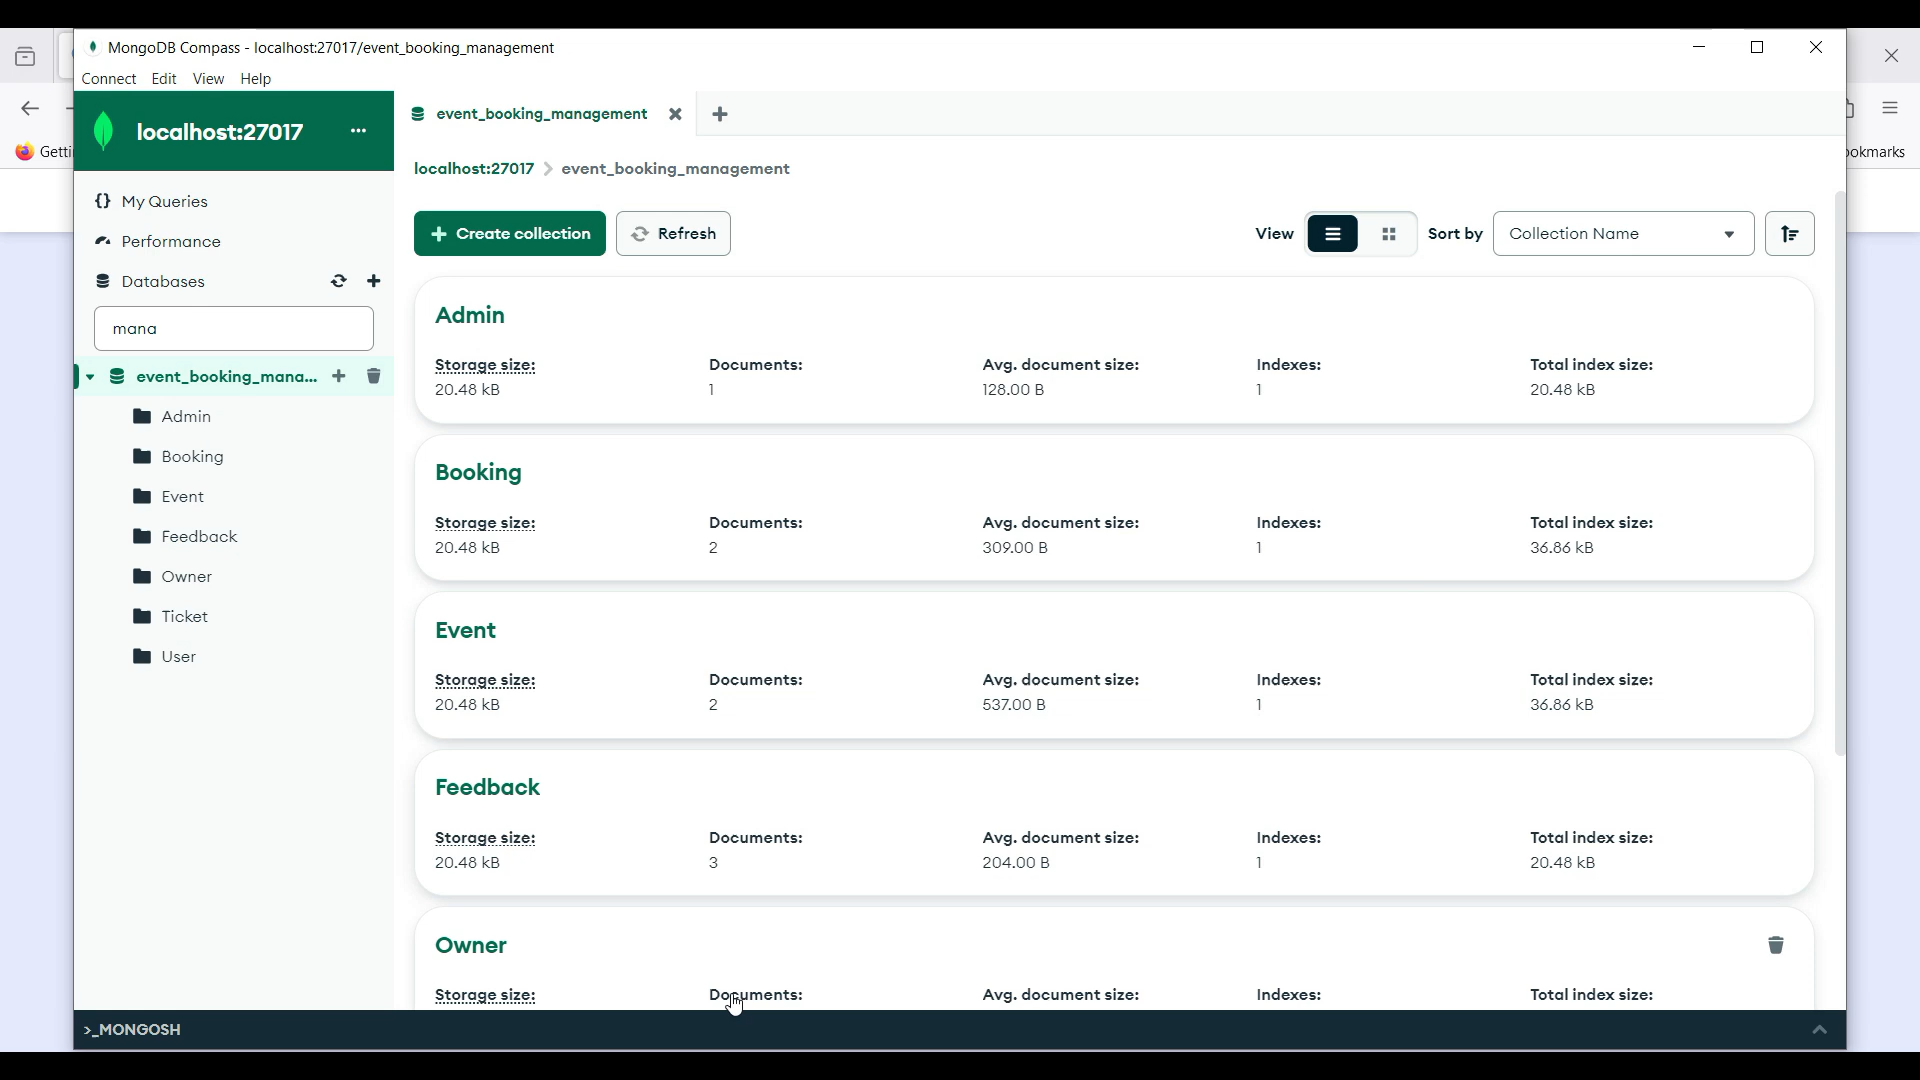 MongoDB Compass - localhost:27017/event_booking_management
Connect Edit View Help
localhost:27017 ...
event_booking_management
Getti
okmarks
localhost:27017 > event_booking_management
My Queries
Performance
Databases
mana
event_booking_mana...
Admin
Booking
Event
Feedback
Owner
Ticket
User
Create collection Refresh View Sort by Collection Name
Admin
Storage size: Documents: Avg. document size: Indexes: Total index size:
20.48 kB 1 128.00 B 1 20.48 kB
Booking
Storage size: Documents: Avg. document size: Indexes: Total index size:
20.48 kB 2 309.00 B 1 36.86 kB
Event
Storage size: Documents: Avg. document size: Indexes: Total index size:
20.48 kB 2 537.00 B 1 36.86 kB
Feedback
Storage size: Documents: Avg. document size: Indexes: Total index size:
20.48 kB 3 204.00 B 1 20.48 kB
Owner
Storage size: Documents: Avg. document size: Indexes: Total index size:
>_MONGOSH